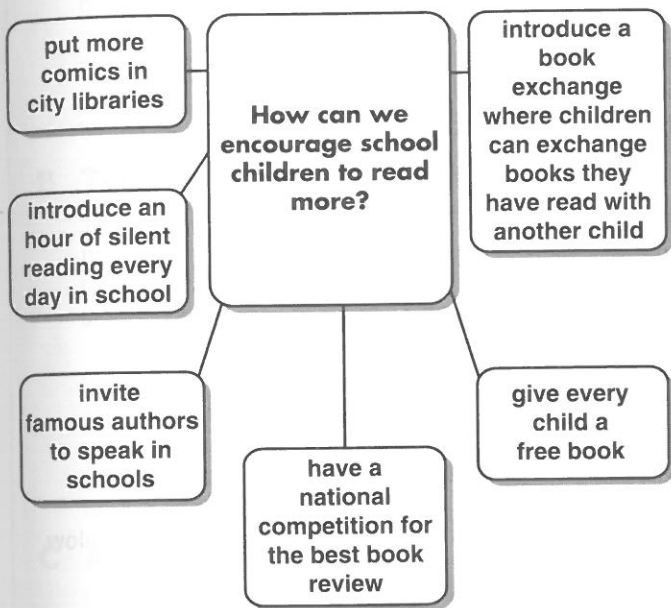 How can we
encourage school
children to read
more?
put more
comics in
city libraries
introduce an
hour of silent
reading every
day in school
invite
famous authors
to speak in
schools
have a
national
competition for
the best book
review
give every
child a
free book
introduce a
book
exchange
where children
can exchange
books they
have read with
another child